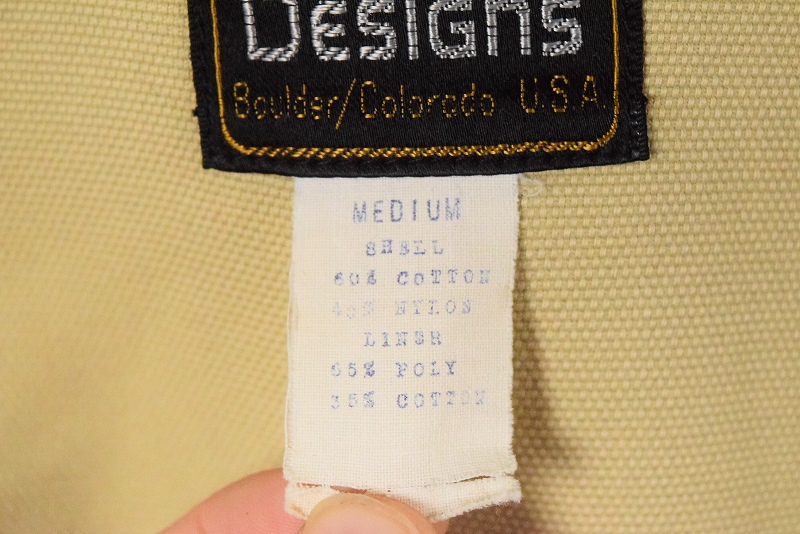 Designs
Boulder/Colorado U.S.A.
MEDIUM
SHELL
60% COTTON
40% NYLON
LINER
65% POLY
35% COTTON